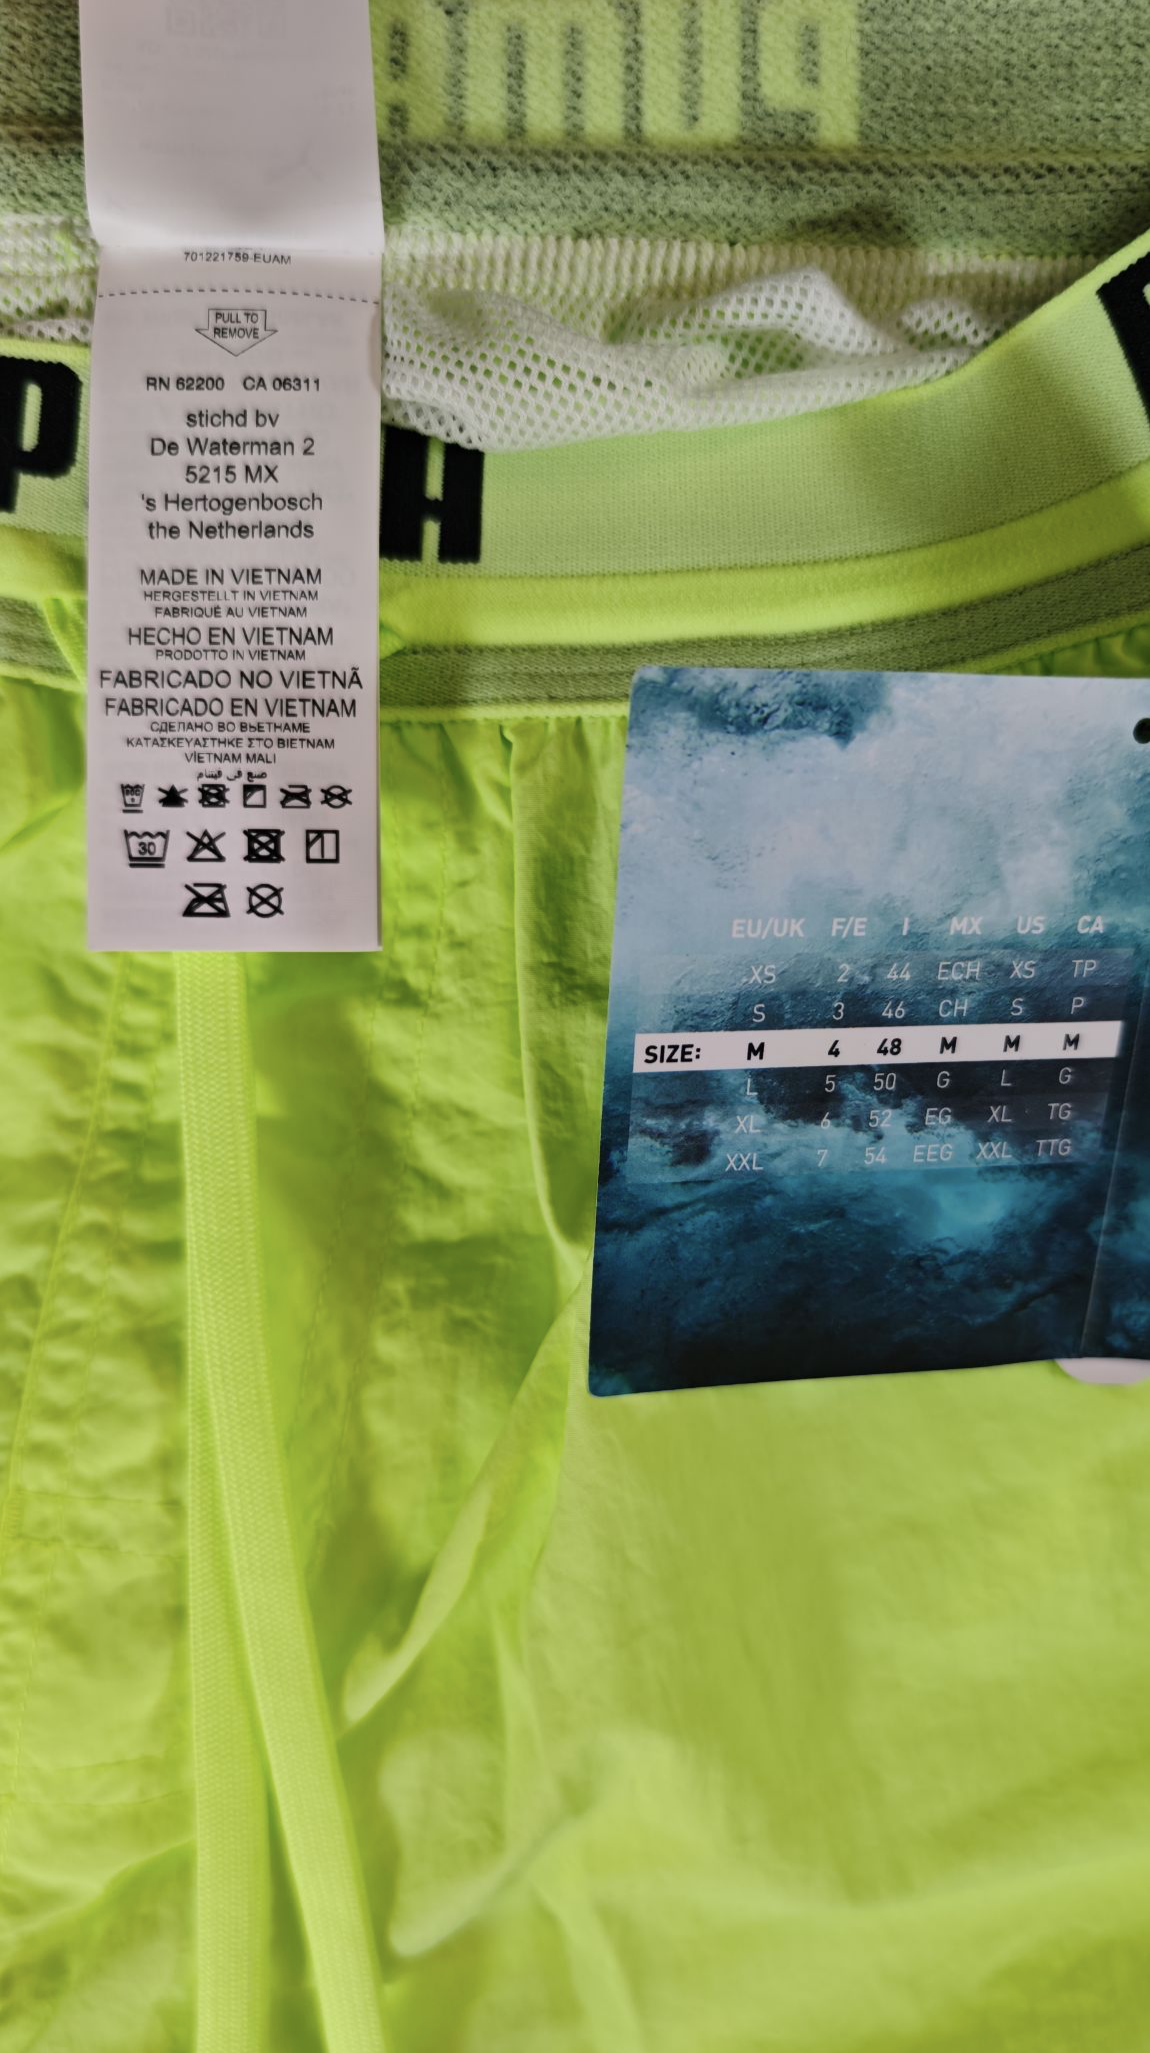 PUMA
701221759-EUAM
PULL TO
REMOVE
RN 62200 CA 06311
stichd bv
De Waterman 2
5215 MX
's Hertogenbosch
the Netherlands
MADE IN VIETNAM
HERGESTELLT IN VIETNAM
FABRIQUÉ AU VIETNAM
HECHO EN VIETNAM
PRODOTTO IN VIETNAM
FABRICADO NO VIETNÃ
FABRICADO EN VIETNAM
СДЕЛАНО ВО ВЬЕТНАМЕ
ΚΑΤΑΣΚΕΥΑΣΤΗΚΕ ΣΤΟ ΒΙΕΤΝΑΜ
VİETNAM MALI
صنع في فيتنام
30
P
H
EU/UK F/E I MX US CA
XS 2 44 ECH XS TP
S 3 46 CH S P
SIZE: M 4 48 M M M
L 5 50 G L G
XL 6 52 EG XL TG
XXL 7 54 EEG XXL TTG